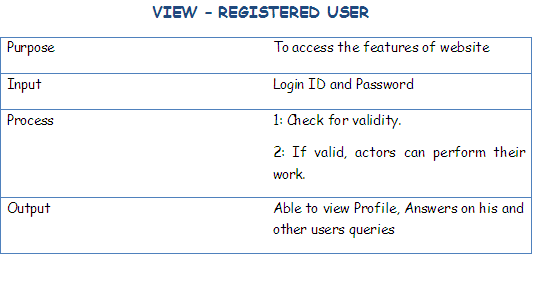 VIEW – REGISTERED USER
Purpose
To access the features of website
Input
Login ID and Password
Process
1: Check for validity.
2: If valid, actors can perform their
work.
Output
Able to view Profile, Answers on his and
other users queries